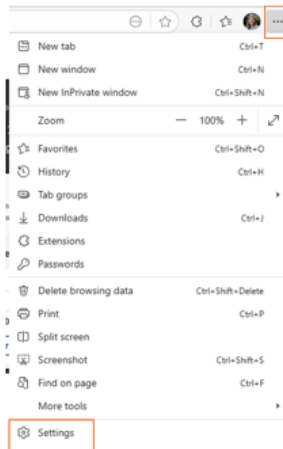 New tab Ctrl+T
New window Ctrl+N
New InPrivate window Ctrl+Shift+N
Zoom 100%
Favorites Ctrl+Shift+O
History Ctrl+H
Tab groups
Downloads Ctrl+J
Extensions
Passwords
Delete browsing data Ctrl+Shift+Delete
Print Ctrl+P
Split screen
Screenshot Ctrl+Shift+S
Find on page Ctrl+F
More tools
Settings